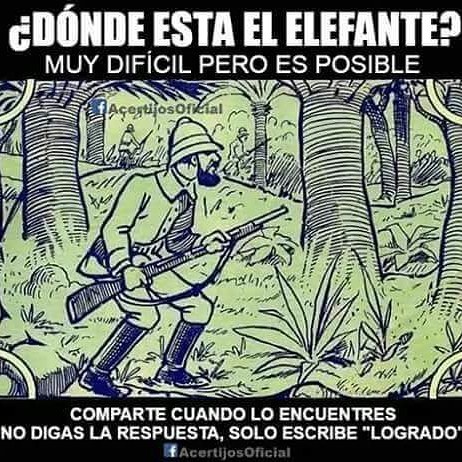 ¿DÓNDE ESTA EL ELEFANTE?
MUY DIFÍCIL PERO ES POSIBLE
f AcertijosOficial
COMPARTE CUANDO LO ENCUENTRES
NO DIGAS LA RESPUESTA, SOLO ESCRIBE "LOGRADO"
f AcertijosOficial